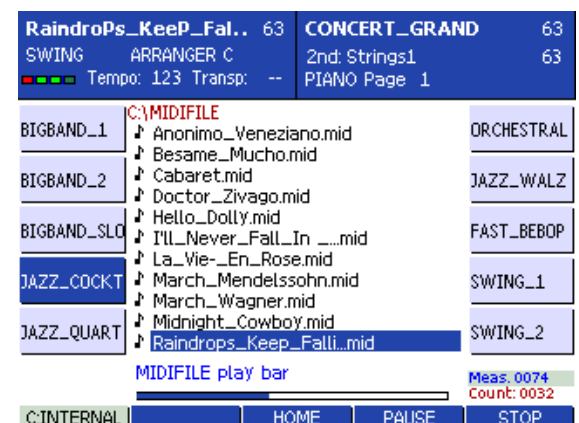 RaindroPs_KeeP_Fal.. 63
SWING ARRANGER C
Tempo: 123 Transp: --
CONCERT_GRAND 63
2nd: Strings1 63
PIANO Page 1
BIGBAND_1
BIGBAND_2
BIGBAND_SLO
JAZZ_COCKT
JAZZ_QUART
C:\MIDIFILE
Anonimo_Veneziano.mid
Besame_Mucho.mid
Cabaret.mid
Doctor_Zivago.mid
Hello_Dolly.mid
I'll_Never_Fall_In _...mid
La_Vie-_En_Rose.mid
March_Mendelssohn.mid
March_Wagner.mid
Midnight_Cowboy.mid
Raindrops_Keep_Falli...mid
ORCHESTRAL
JAZZ_WALZ
FAST_BEBOP
SWING_1
SWING_2
MIDIFILE play bar
Meas. 0074
Count: 0032
C:INTERNAL HOME PAUSE STOP